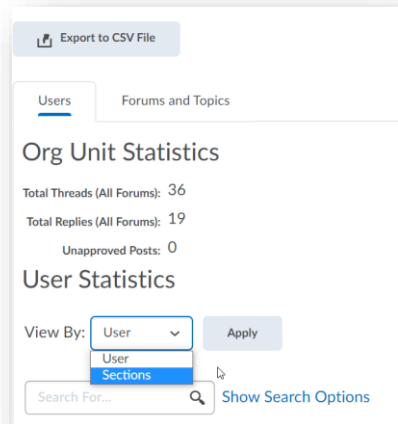 Export to CSV File
Users Forums and Topics
Org Unit Statistics
Total Threads (All Forums): 36
Total Replies (All Forums): 19
Unapproved Posts: 0
User Statistics
View By: User Apply
User
Sections
Search For... Show Search Options